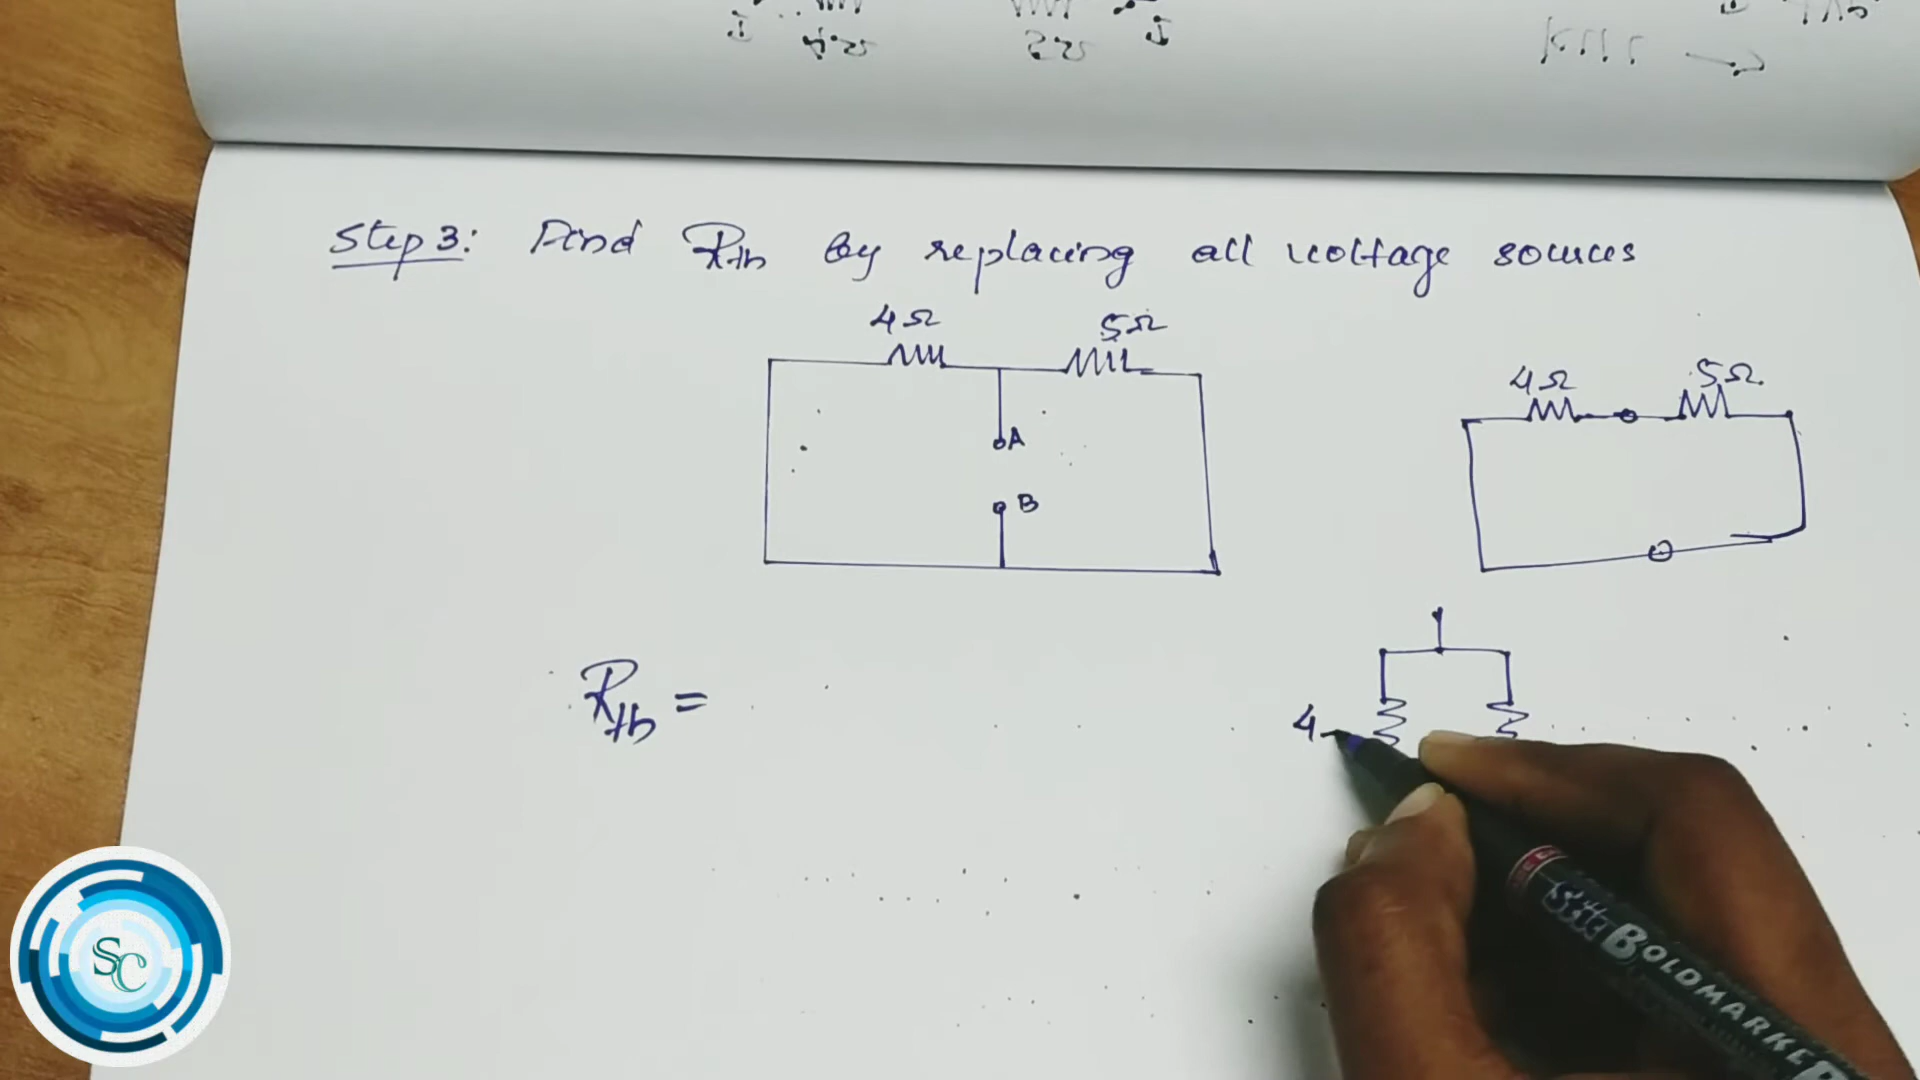 Step 3: Find Rth by replacing all voltage sources
4Ω 5Ω
4Ω 5Ω
A
B
Rth =
4
SC
BOLDMARKER